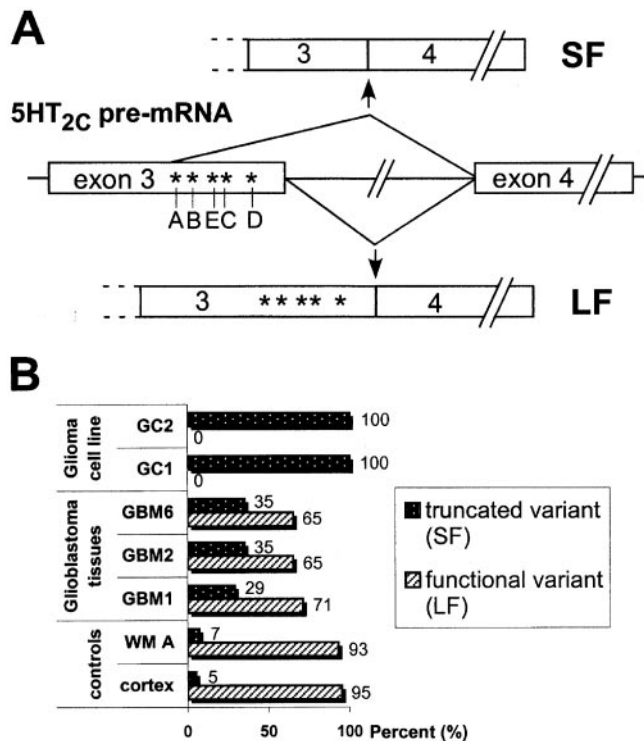 A
3 4 SF
5HT2C pre-mRNA
exon 3 ** ** * exon 4
A B E C D
3 ** ** * 4 LF
B
Glioma cell line
GC2 100
0
GC1 100
0
Glioblastoma tissues
GBM6 35
65
GBM2 35
65
GBM1 29
71
controls
WM A 7
93
cortex 5
95
0 50 100 Percent (%)
truncated variant
(SF)
functional variant
(LF)